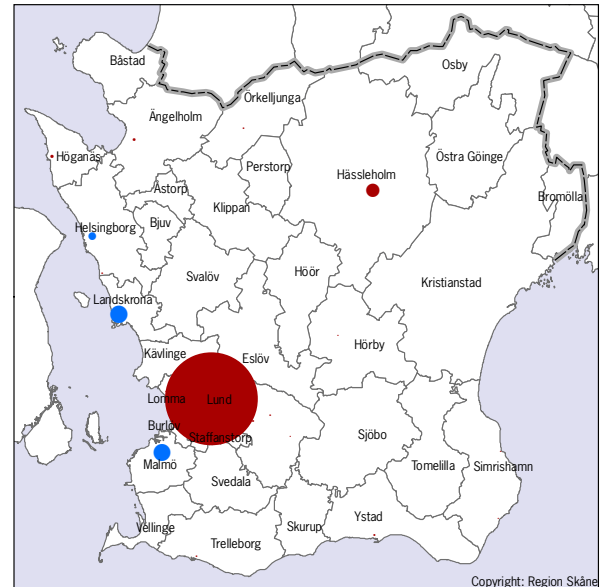 Båstad
Osby
Örkelljunga
Ängelholm
Höganäs
Perstorp
Hässleholm
Östra Göinge
Åstorp
Klippan
Bromölla
Helsingborg
Bjuv
Svalöv
Höör
Kristianstad
Landskrona
Kävlinge
Eslöv
Hörby
Lomma
Lund
Burlöv
Staffanstorp
Sjöbo
Malmö
Tomelilla
Simrishamn
Svedala
Vellinge
Trelleborg
Skurup
Ystad
Copyright: Region Skåne